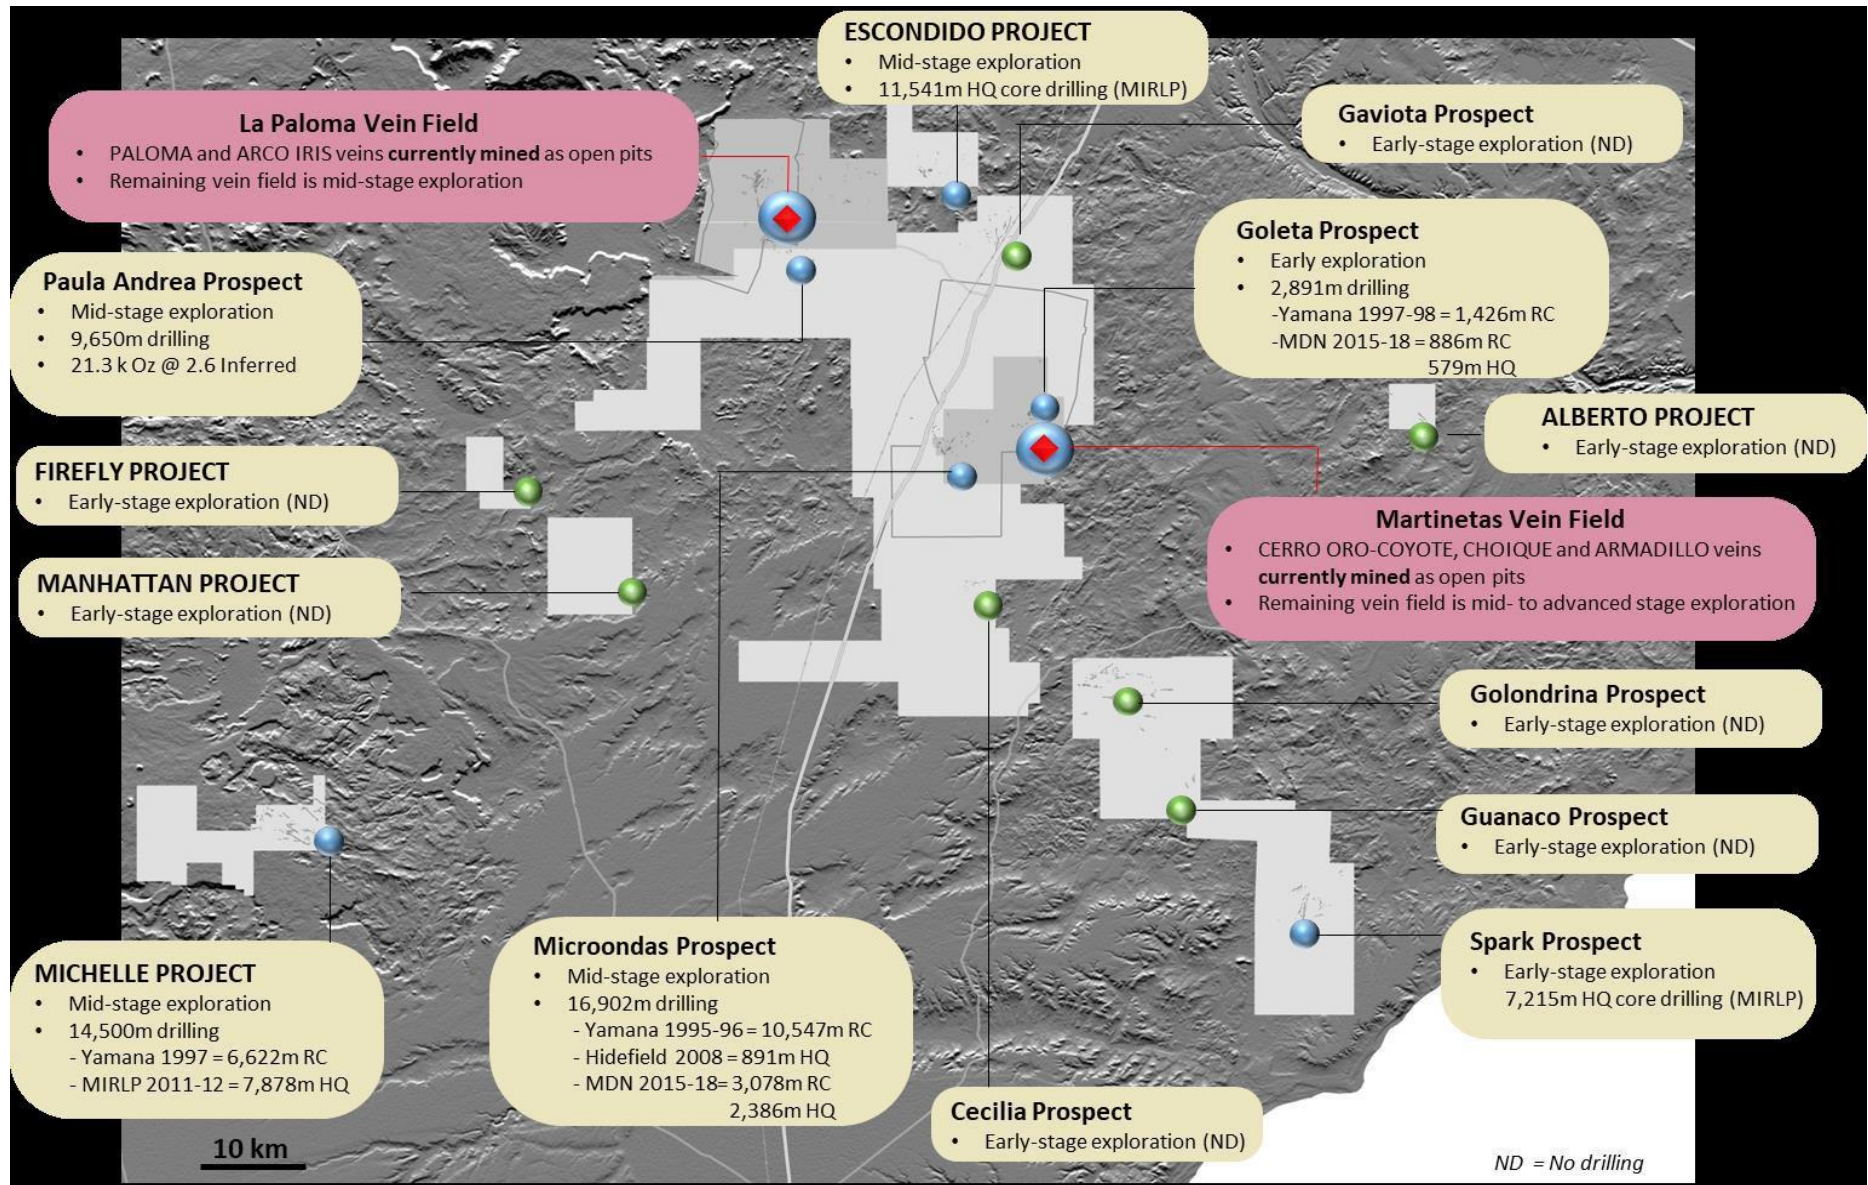 ESCONDIDO PROJECT
• Mid-stage exploration
• 11,541m HQ core drilling (MIRLP)
La Paloma Vein Field
• PALOMA and ARCO IRIS veins currently mined as open pits
• Remaining vein field is mid-stage exploration
Gaviota Prospect
• Early-stage exploration (ND)
Goleta Prospect
• Early exploration
• 2,891m drilling
-Yamana 1997-98 = 1,426m RC
-MDN 2015-18 = 886m RC
579m HQ
Paula Andrea Prospect
• Mid-stage exploration
• 9,650m drilling
• 21.3 k Oz @ 2.6 Inferred
ALBERTO PROJECT
• Early-stage exploration (ND)
FIREFLY PROJECT
• Early-stage exploration (ND)
Martinetas Vein Field
• CERRO ORO-COYOTE, CHOIQUE and ARMADILLO veins
currently mined as open pits
• Remaining vein field is mid- to advanced stage exploration
MANHATTAN PROJECT
• Early-stage exploration (ND)
Golondrina Prospect
• Early-stage exploration (ND)
Guanaco Prospect
• Early-stage exploration (ND)
Spark Prospect
• Early-stage exploration
7,215m HQ core drilling (MIRLP)
MICHELLE PROJECT
• Mid-stage exploration
• 14,500m drilling
- Yamana 1997 = 6,622m RC
- MIRLP 2011-12 = 7,878m HQ
Microondas Prospect
• Mid-stage exploration
• 16,902m drilling
- Yamana 1995-96 = 10,547m RC
- Hidefield 2008 = 891m HQ
- MDN 2015-18= 3,078m RC
2,386m HQ
Cecilia Prospect
• Early-stage exploration (ND)
10 km
ND = No drilling